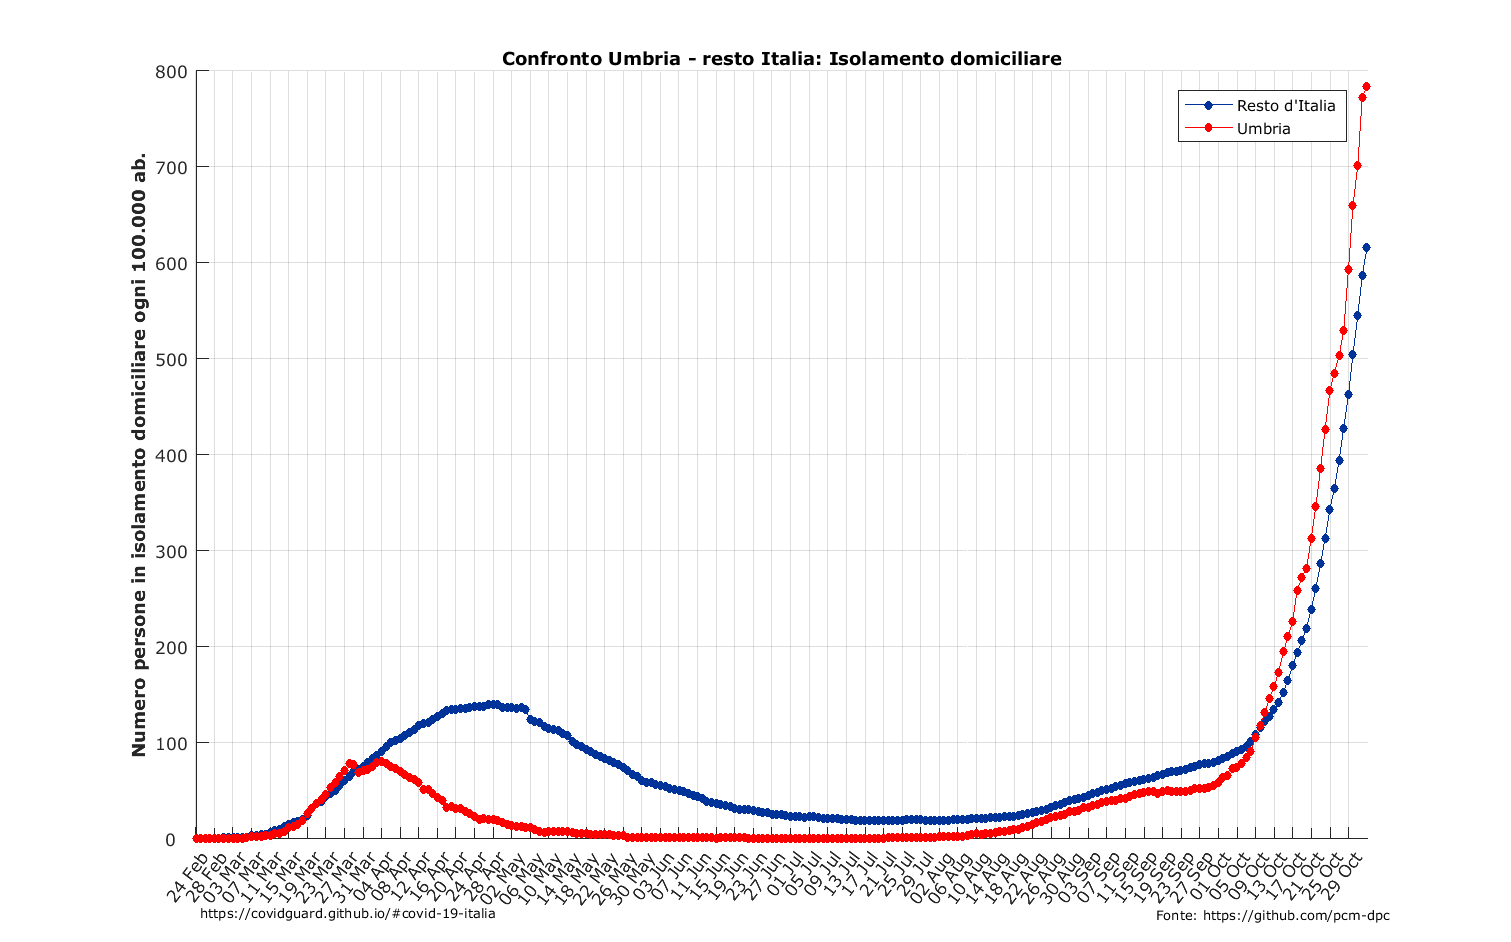 Confronto Umbria - resto Italia: Isolamento domiciliare
Resto d'Italia
Umbria
Numero persone in isolamento domiciliare ogni 100.000 ab.
800
700
600
500
400
300
200
100
0
24 Feb
28 Feb
03 Mar
07 Mar
11 Mar
15 Mar
19 Mar
23 Mar
27 Mar
31 Mar
04 Apr
08 Apr
12 Apr
16 Apr
20 Apr
24 Apr
28 Apr
02 May
06 May
10 May
14 May
18 May
22 May
26 May
30 May
03 Jun
07 Jun
11 Jun
15 Jun
19 Jun
23 Jun
27 Jun
01 Jul
05 Jul
09 Jul
13 Jul
17 Jul
21 Jul
25 Jul
29 Jul
02 Aug
06 Aug
10 Aug
14 Aug
18 Aug
22 Aug
26 Aug
30 Aug
03 Sep
07 Sep
11 Sep
15 Sep
19 Sep
23 Sep
27 Sep
01 Oct
05 Oct
09 Oct
13 Oct
17 Oct
21 Oct
25 Oct
29 Oct
https://covidguard.github.io/#covid-19-italia
Fonte: https://github.com/pcm-dpc